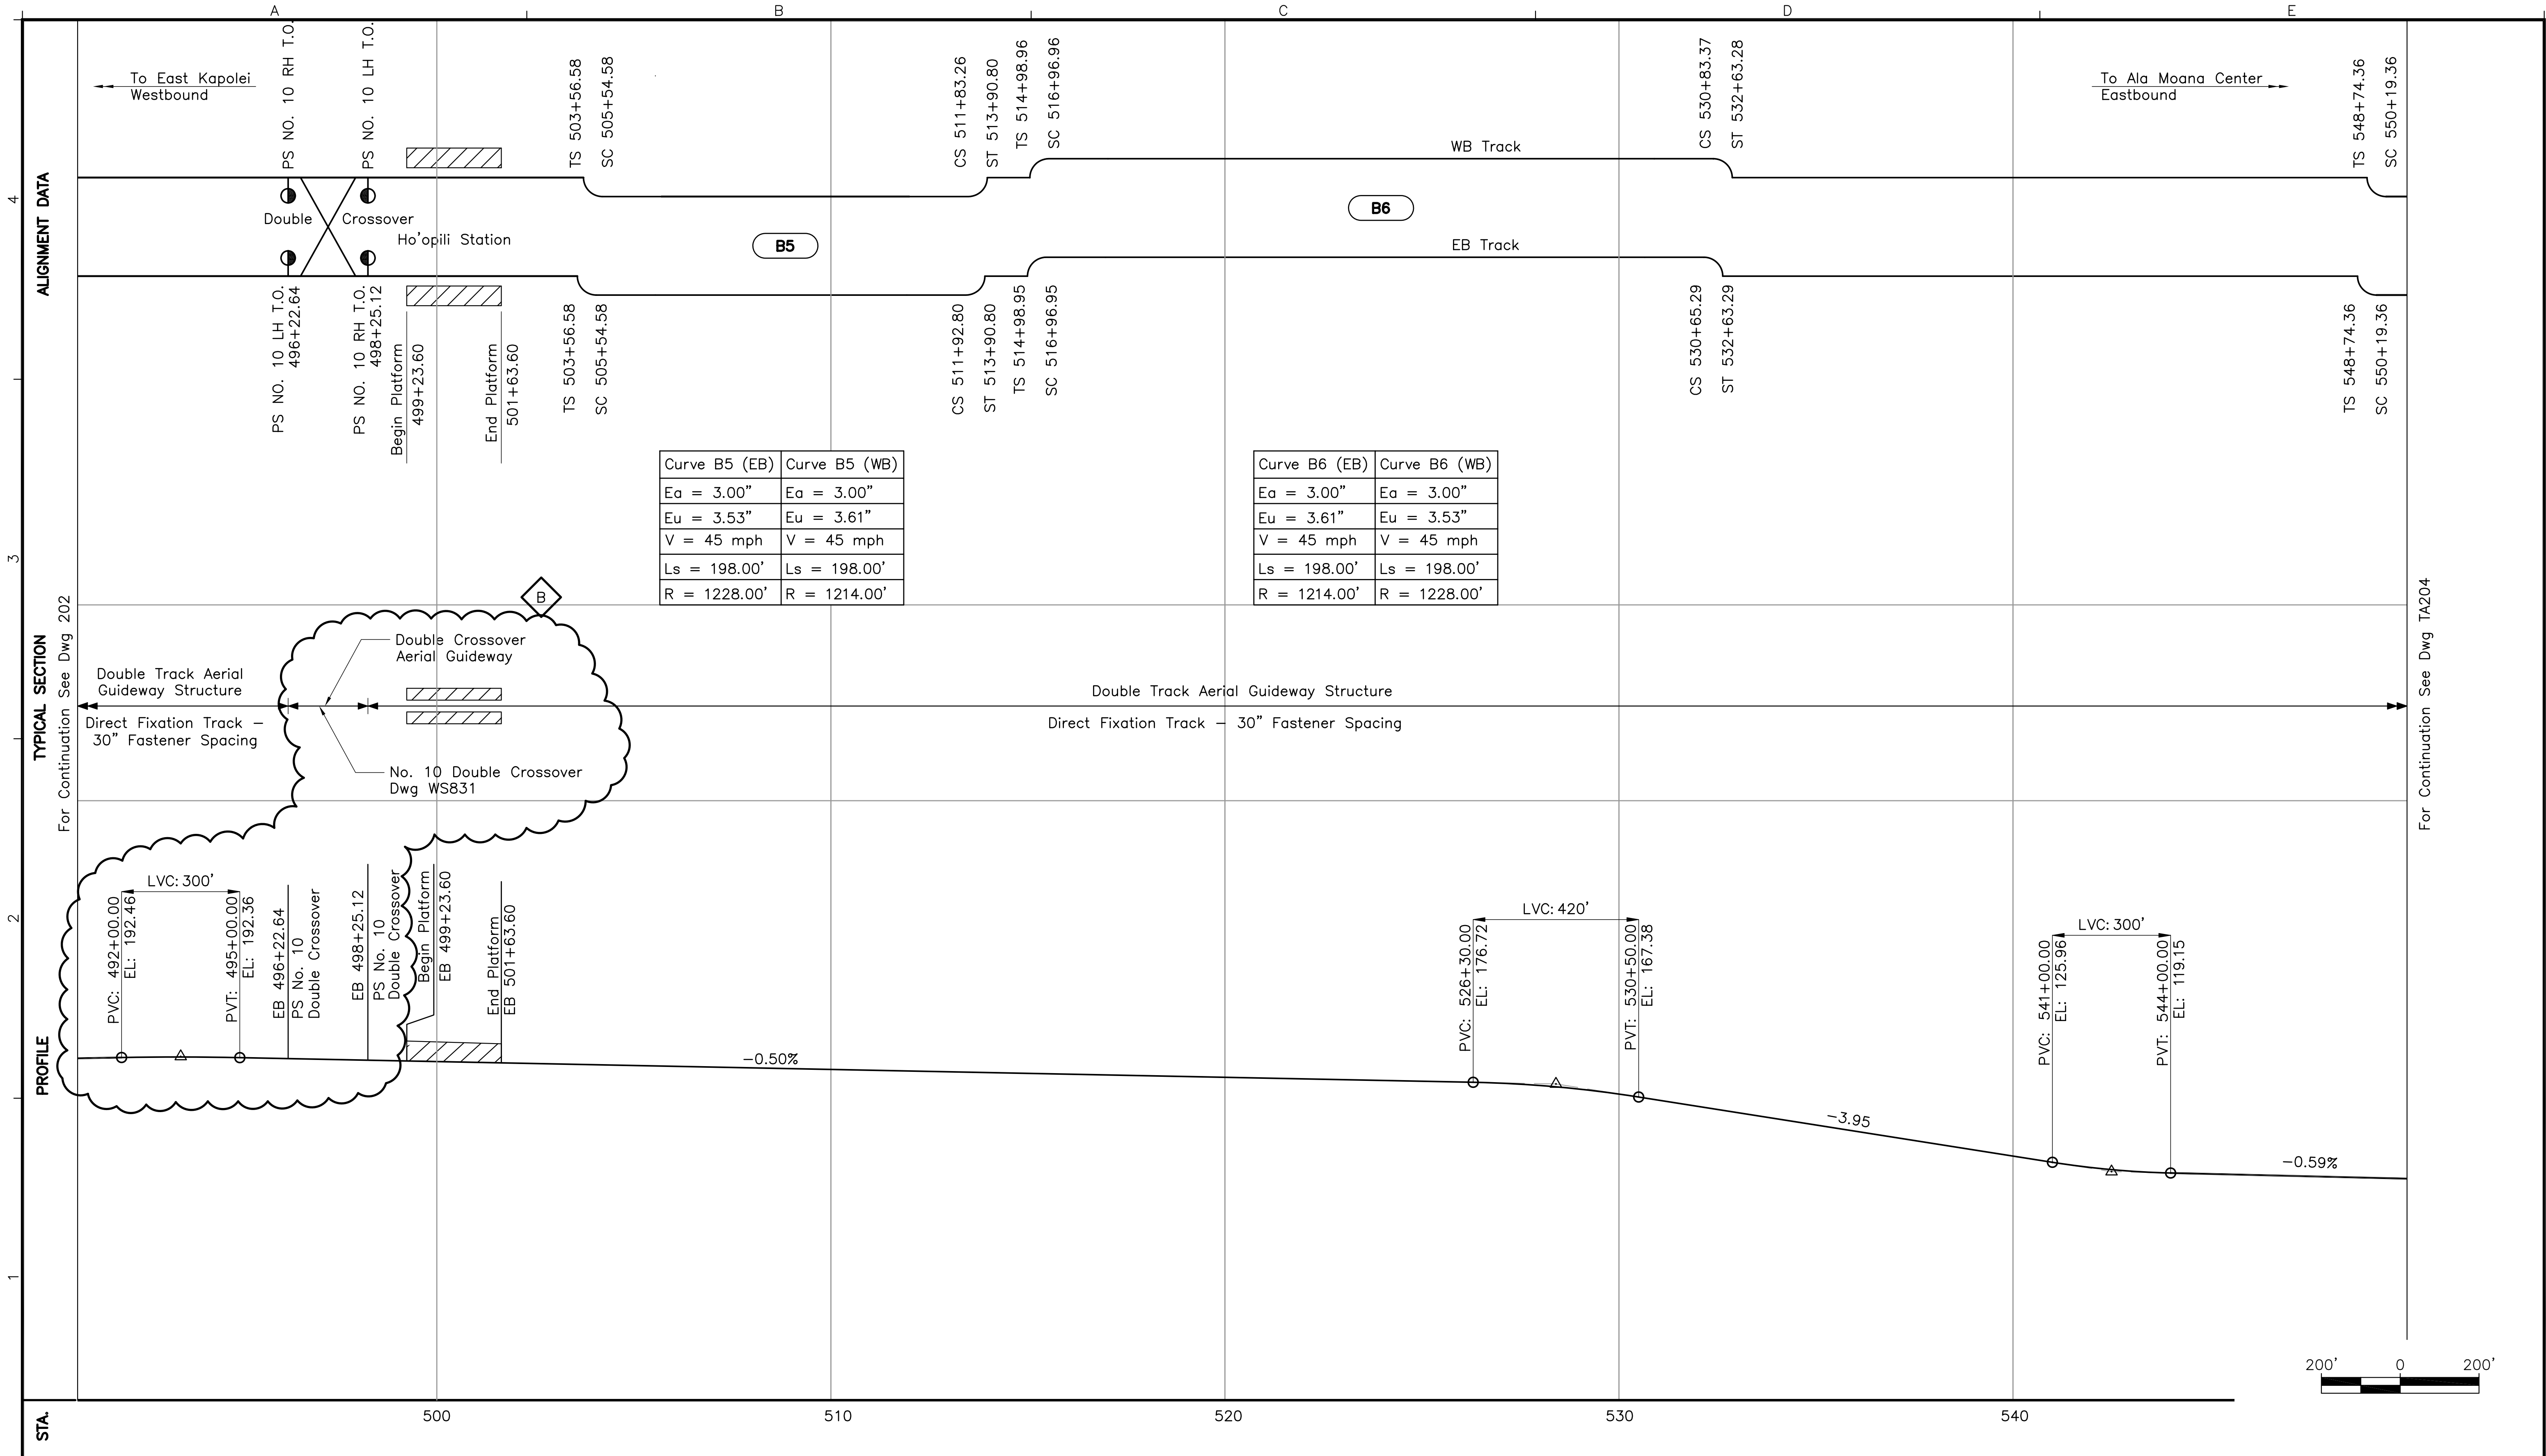 A
B
C
D
E
4
3
2
1
ALIGNMENT DATA
TYPICAL SECTION
PROFILE
STA.
To East Kapolei
Westbound
PS NO. 10 RH T.O.
PS NO. 10 LH T.O.
TS 503+56.58
SC 505+54.58
CS 511+83.26
ST 513+90.80
TS 514+98.96
SC 516+96.96
CS 530+83.37
ST 532+63.28
To Ala Moana Center
Eastbound
TS 548+74.36
SC 550+19.36
WB Track
Double Crossover
Ho'opili Station
B5
B6
EB Track
PS NO. 10 LH T.O.
496+22.64
PS NO. 10 RH T.O.
498+25.12
Begin Platform
499+23.60
End Platform
501+63.60
TS 503+56.58
SC 505+54.58
CS 511+92.80
ST 513+90.80
TS 514+98.95
SC 516+96.95
CS 530+65.29
ST 532+63.29
TS 548+74.36
SC 550+19.36
Curve B5 (EB) Curve B5 (WB)
Ea = 3.00" Ea = 3.00"
Eu = 3.53" Eu = 3.61"
V = 45 mph V = 45 mph
Ls = 198.00' Ls = 198.00'
R = 1228.00' R = 1214.00'
Curve B6 (EB) Curve B6 (WB)
Ea = 3.00" Ea = 3.00"
Eu = 3.61" Eu = 3.53"
V = 45 mph V = 45 mph
Ls = 198.00' Ls = 198.00'
R = 1214.00' R = 1228.00'
For Continuation See Dwg 202
B
Double Crossover
Aerial Guideway
Double Track Aerial
Guideway Structure
Direct Fixation Track –
30" Fastener Spacing
No. 10 Double Crossover
Dwg WS831
Double Track Aerial Guideway Structure
Direct Fixation Track – 30" Fastener Spacing
For Continuation See Dwg TA204
LVC: 300'
PVC: 492+00.00
EL: 192.46
PVT: 495+00.00
EL: 192.36
EB 496+22.64
PS No. 10
Double Crossover
EB 498+25.12
PS No. 10
Double Crossover
Begin Platform
EB 499+23.60
End Platform
EB 501+63.60
-0.50%
LVC: 420'
PVC: 526+30.00
EL: 176.72
PVT: 530+50.00
EL: 167.38
-3.95
LVC: 300'
PVC: 541+00.00
EL: 125.96
PVT: 544+00.00
EL: 119.15
-0.59%
200' 0 200'
500
510
520
530
540